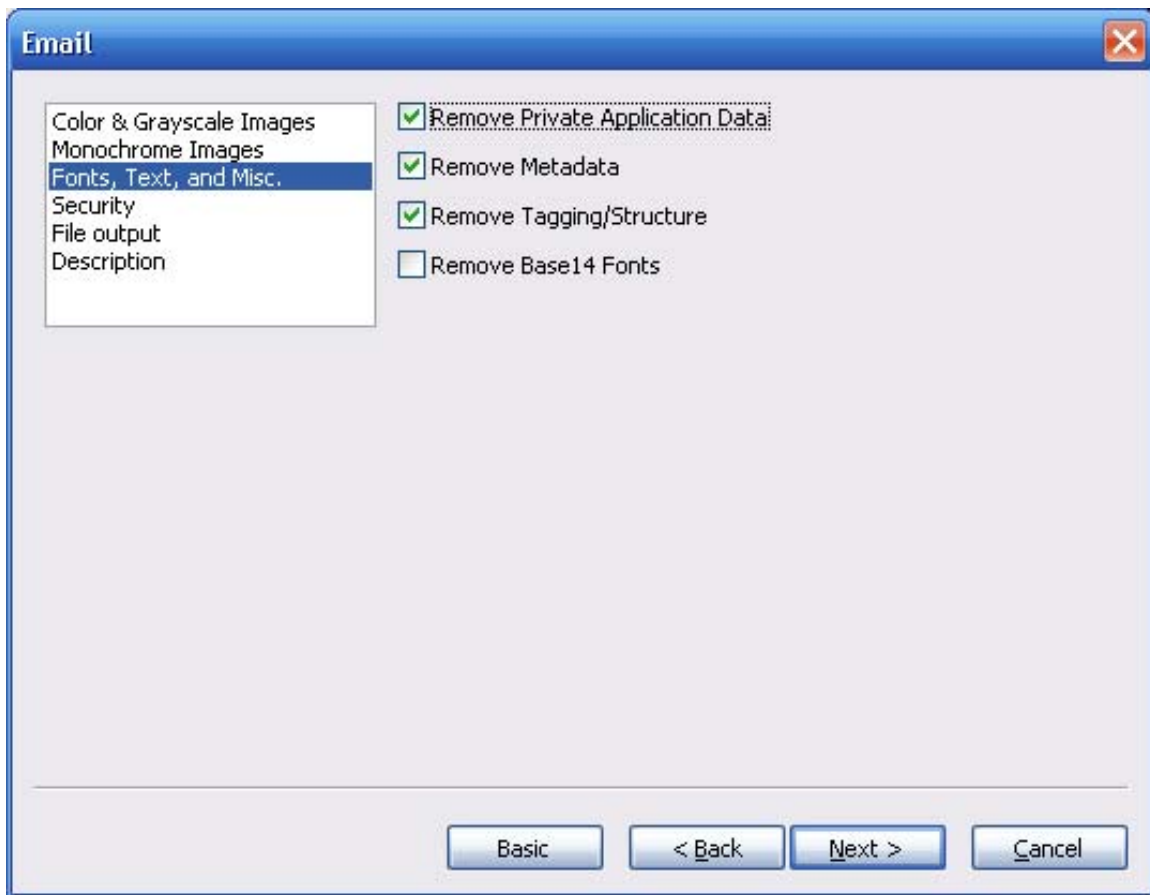 Email
Color & Grayscale Images
Monochrome Images
Fonts, Text, and Misc.
Security
File output
Description
Remove Private Application Data
Remove Metadata
Remove Tagging/Structure
Remove Base14 Fonts
Basic
< Back
Next >
Cancel